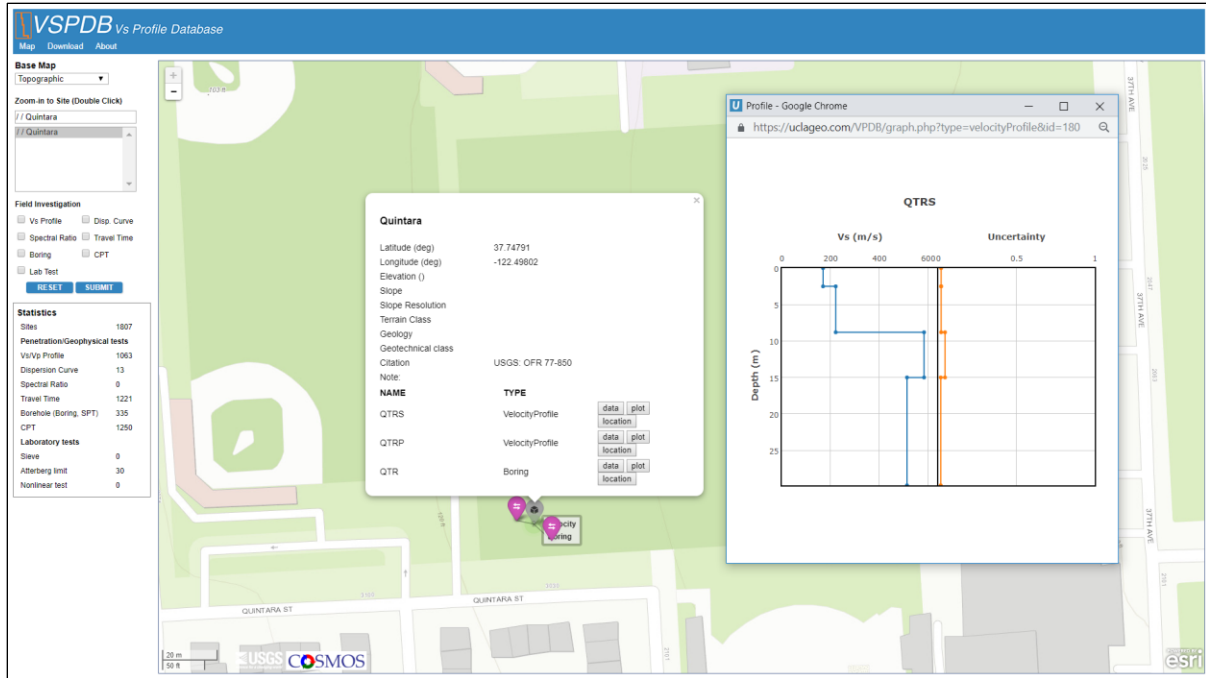 VSPDB Vs Profile Database
Map Download About
Base Map
Topographic
Zoom-in to Site (Double Click)
/ / Quintara
/ / Quintara
Field Investigation
Vs Profile Disp. Curve
Spectral Ratio Travel Time
Boring CPT
Lab Test
RESET SUBMIT
Statistics
Sites 1807
Penetration/Geophysical tests
Vs/Vp Profile 1063
Dispersion Curve 13
Spectral Ratio 0
Travel Time 1221
Borehole (Boring, SPT) 335
CPT 1250
Laboratory tests
Sieve 0
Atterberg limit 30
Nonlinear test 0
+
-
Quintara
Latitude (deg) 37.74791
Longitude (deg) -122.49802
Elevation ()
Slope
Slope Resolution
Terrain Class
Geology
Geotechnical class
Citation USGS: OFR 77-850
Note:
NAME TYPE
QTRS VelocityProfile data plot
location
QTRP VelocityProfile data plot
location
QTR Boring data plot
location
QUINTARA ST
QUINTARA ST
20 m
50 ft
USGS COSMOS
Profile - Google Chrome
https://uclageo.com/VPDB/graph.php?type=velocityProfile&id=180
QTRS
Vs (m/s) Uncertainty
0 200 400 6000 0.5 1
0
5
10
15
20
25
Depth (m)
37TH AVE
37TH AVE
37TH AVE
37TH AVE
esri